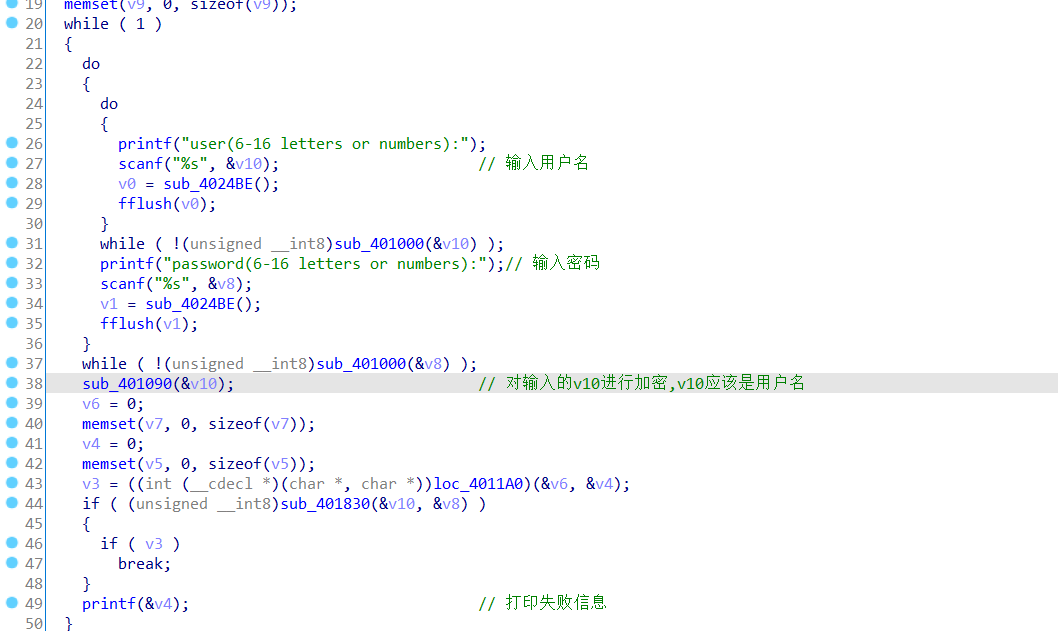 19 memset(v9, 0, sizeof(v9));
20 while ( 1 )
21 {
22 do
23 {
24 do
25 {
26 printf("user(6-16 letters or numbers):");
27 scanf("%s", &v10); // 输入用户名
28 v0 = sub_4024BE();
29 fflush(v0);
30 }
31 while ( !(unsigned __int8)sub_401000(&v10) );
32 printf("password(6-16 letters or numbers):");// 输入密码
33 scanf("%s", &v8);
34 v1 = sub_4024BE();
35 fflush(v1);
36 }
37 while ( !(unsigned __int8)sub_401000(&v8) );
38 sub_401090(&v10); // 对输入的v10进行加密,v10应该是用户名
39 v6 = 0;
40 memset(v7, 0, sizeof(v7));
41 v4 = 0;
42 memset(v5, 0, sizeof(v5));
43 v3 = ((int (__cdecl *)(char *, char *))loc_4011A0)(&v6, &v4);
44 if ( (unsigned __int8)sub_401830(&v10, &v8) )
45 {
46 if ( v3 )
47 break;
48 }
49 printf(&v4); // 打印失败信息
50 }